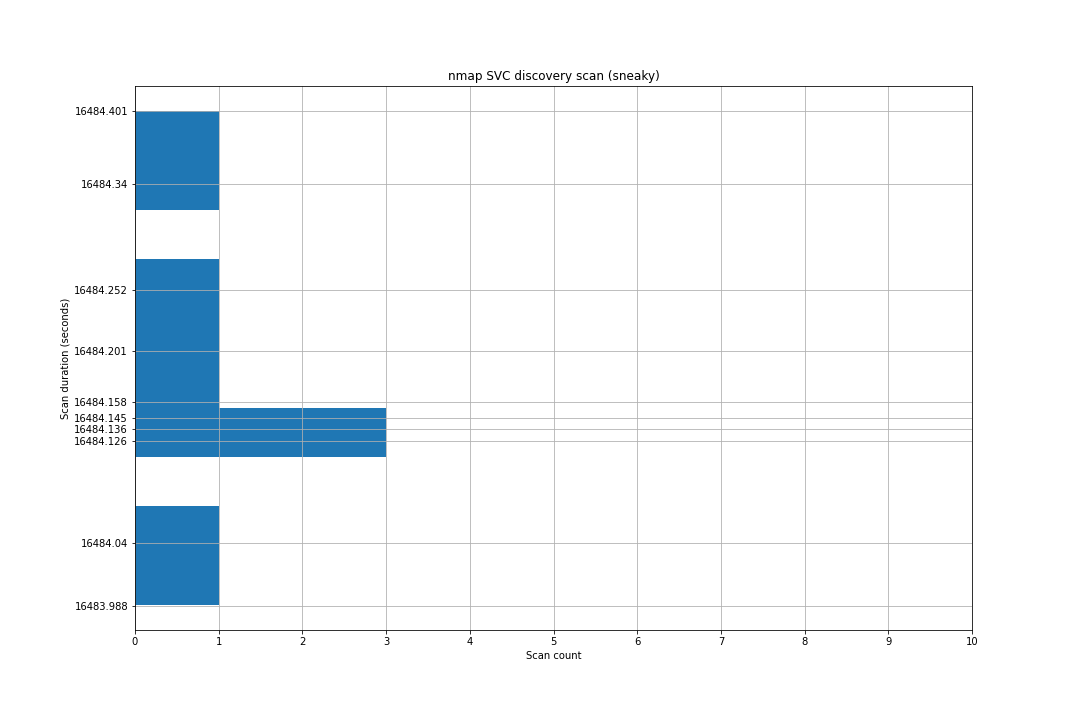 nmap SVC discovery scan (sneaky)
Scan duration (seconds)
16484.401
16484.34
16484.252
16484.201
16484.158
16484.145
16484.136
16484.126
16484.04
16483.988
0 1 2 3 4 5 6 7 8 9 10
Scan count